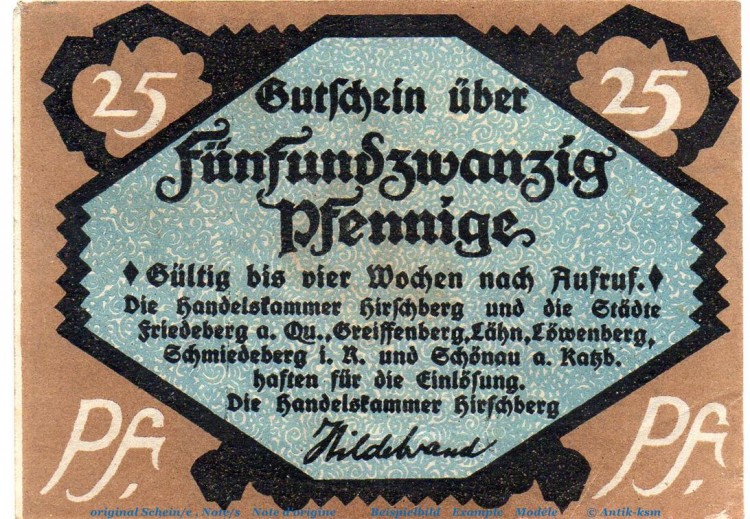 25 25
Gutschein über
Fünfundzwanzig
Pfennige
♦ Gültig bis vier Wochen nach Aufruf. ♦
Die Handelskammer Hirschberg und die Städte
Friedeberg a. Qu., Greiffenberg, Lähn, Löwenberg,
Schmiedeberg i. R. und Schönau a. Katzb.
haften für die Einlösung.
Die Handelskammer Hirschberg
Hildebrand
Pf. Pf.
original Schein/e , Note/s Note d'origine Beispielbild Example Modéle © Antik-ksm